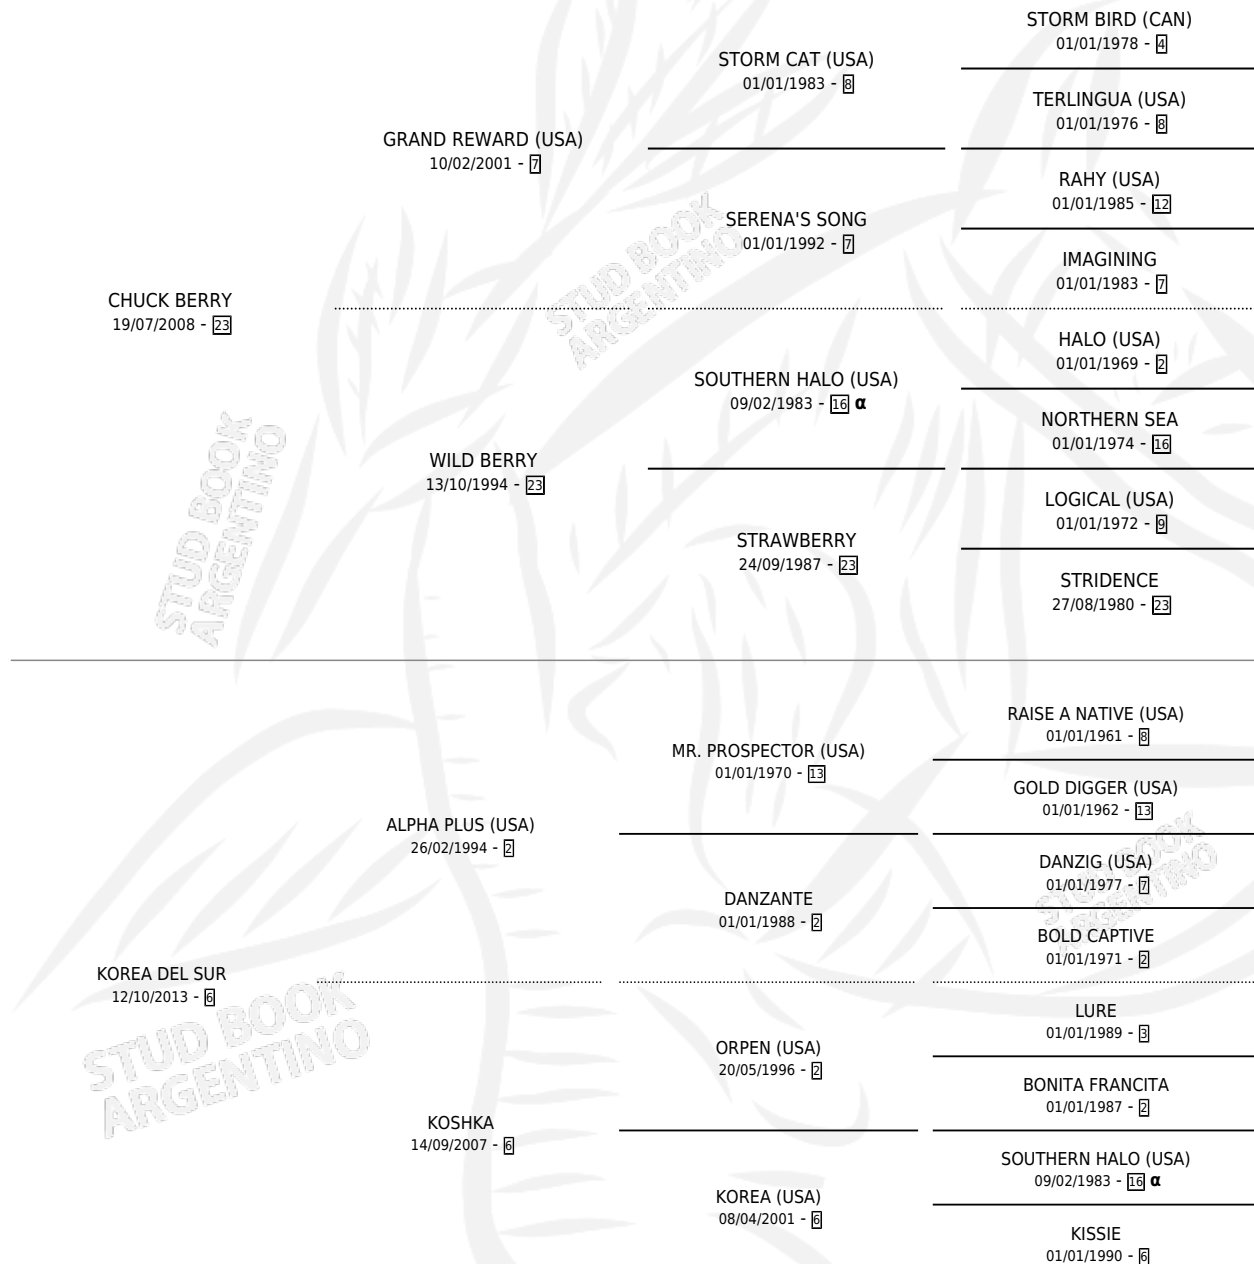 STORM BIRD (CAN)
01/01/1978 - 4
STORM CAT (USA)
01/01/1983 - 8
TERLINGUA (USA)
01/01/1976 - 8
GRAND REWARD (USA)
10/02/2001 - 7
RAHY (USA)
01/01/1985 - 12
SERENA'S SONG
01/01/1992 - 7
IMAGINING
01/01/1983 - 7
CHUCK BERRY
19/07/2008 - 23
HALO (USA)
01/01/1969 - 2
SOUTHERN HALO (USA)
09/02/1983 - 16 α
NORTHERN SEA
01/01/1974 - 16
WILD BERRY
13/10/1994 - 23
LOGICAL (USA)
01/01/1972 - 9
STRAWBERRY
24/09/1987 - 23
STRIDENCE
27/08/1980 - 23
STUD BOOK
ARGENTINO
STUD BOOK
ARGENTINO
RAISE A NATIVE (USA)
01/01/1961 - 8
MR. PROSPECTOR (USA)
01/01/1970 - 13
GOLD DIGGER (USA)
01/01/1962 - 13
ALPHA PLUS (USA)
26/02/1994 - 2
DANZIG (USA)
01/01/1977 - 7
DANZANTE
01/01/1988 - 2
BOLD CAPTIVE
01/01/1971 - 2
KOREA DEL SUR
12/10/2013 - 6
LURE
01/01/1989 - 3
ORPEN (USA)
20/05/1996 - 2
BONITA FRANCITA
01/01/1987 - 2
KOSHKA
14/09/2007 - 6
SOUTHERN HALO (USA)
09/02/1983 - 16 α
KOREA (USA)
08/04/2001 - 6
KISSIE
01/01/1990 - 6
STUD BOOK
ARGENTINO
STUD BOOK
ARGENTINO